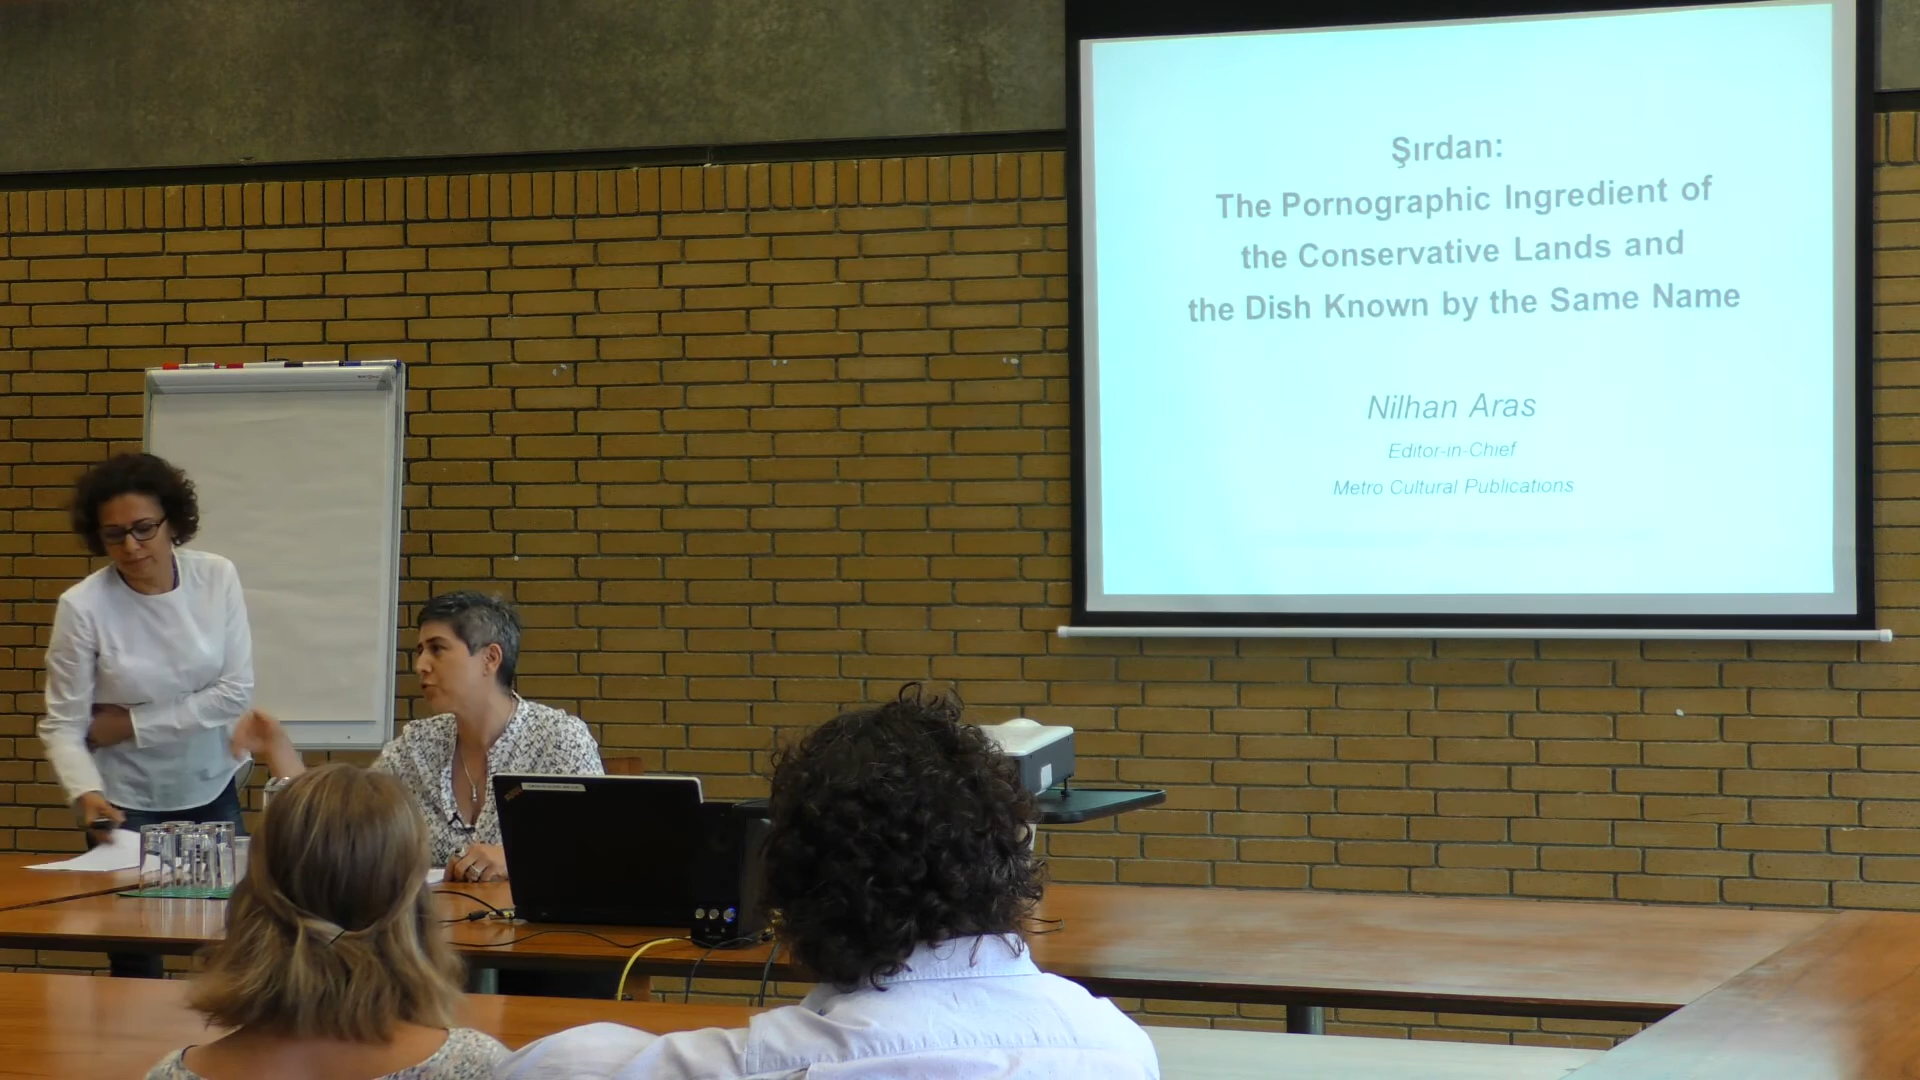 Şırdan:
The Pornographic Ingredient of
the Conservative Lands and
the Dish Known by the Same Name
Nilhan Aras
Editor-in-Chief
Metro Cultural Publications